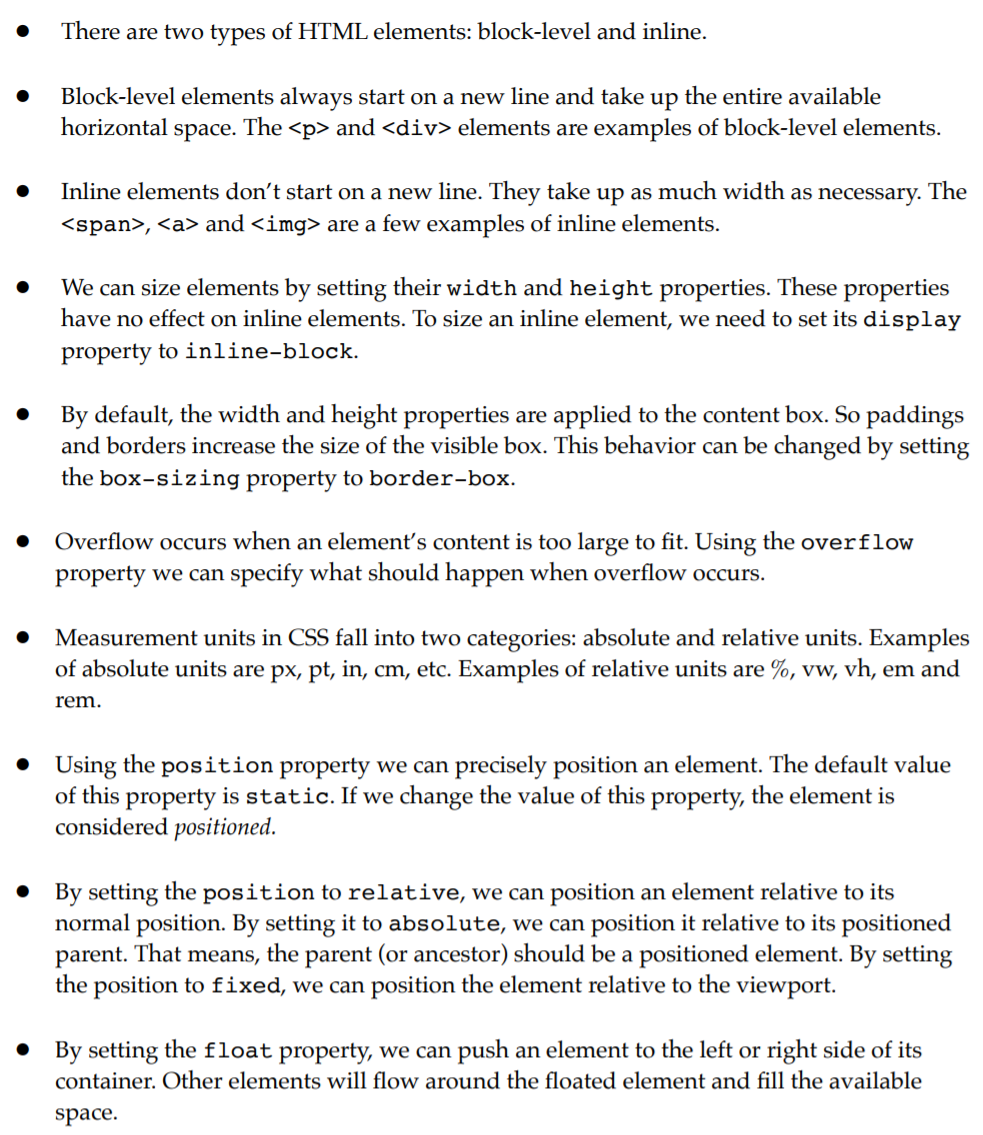 ● There are two types of HTML elements: block-level and inline.
● Block-level elements always start on a new line and take up the entire available
horizontal space. The <p> and <div> elements are examples of block-level elements.
● Inline elements don’t start on a new line. They take up as much width as necessary. The
<span>, <a> and <img> are a few examples of inline elements.
● We can size elements by setting their width and height properties. These properties
have no effect on inline elements. To size an inline element, we need to set its display
property to inline-block.
● By default, the width and height properties are applied to the content box. So paddings
and borders increase the size of the visible box. This behavior can be changed by setting
the box-sizing property to border-box.
● Overflow occurs when an element’s content is too large to fit. Using the overflow
property we can specify what should happen when overflow occurs.
● Measurement units in CSS fall into two categories: absolute and relative units. Examples
of absolute units are px, pt, in, cm, etc. Examples of relative units are %, vw, vh, em and
rem.
● Using the position property we can precisely position an element. The default value
of this property is static. If we change the value of this property, the element is
considered positioned.
● By setting the position to relative, we can position an element relative to its
normal position. By setting it to absolute, we can position it relative to its positioned
parent. That means, the parent (or ancestor) should be a positioned element. By setting
the position to fixed, we can position the element relative to the viewport.
● By setting the float property, we can push an element to the left or right side of its
container. Other elements will flow around the floated element and fill the available
space.